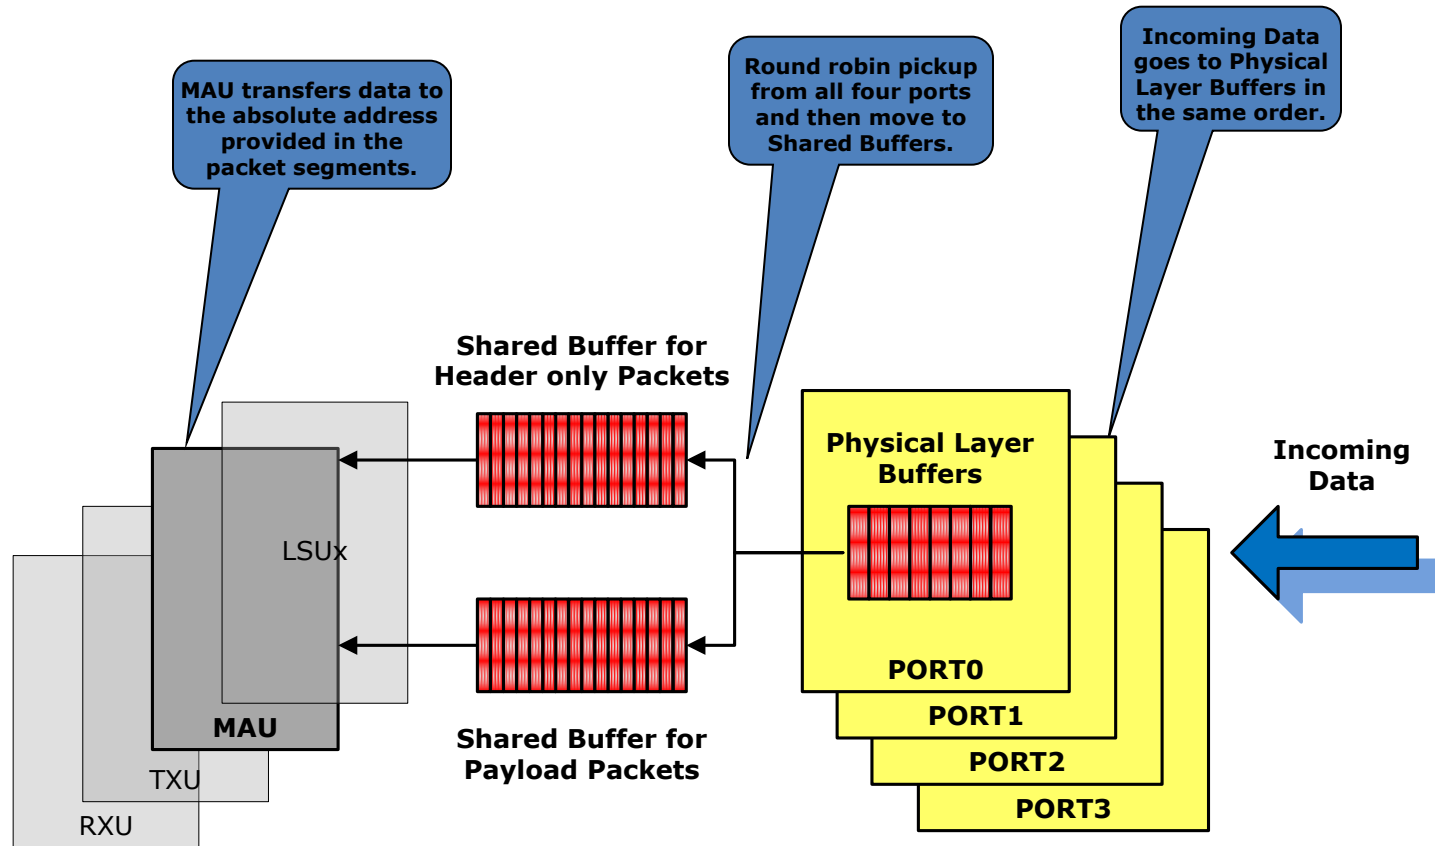 MAU transfers data to
the absolute address
provided in the
packet segments.
Round robin pickup
from all four ports
and then move to
Shared Buffers.
Incoming Data
goes to Physical
Layer Buffers in
the same order.
Shared Buffer for
Header only Packets
Physical Layer
Buffers
Incoming
Data
LSUx
PORT0
MAU
PORT1
Shared Buffer for
Payload Packets
PORT2
TXU
PORT3
RXU